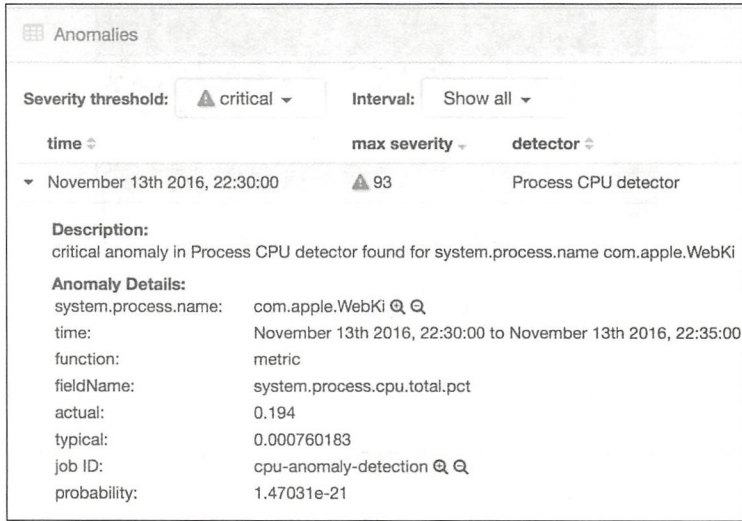 Anomalies
Severity threshold: critical Interval: Show all
time max severity detector
November 13th 2016, 22:30:00 93 Process CPU detector
Description:
critical anomaly in Process CPU detector found for system.process.name com.apple.WebKi
Anomaly Details:
system.process.name: com.apple.WebKi
time: November 13th 2016, 22:30:00 to November 13th 2016, 22:35:00
function: metric
fieldName: system.process.cpu.total.pct
actual: 0.194
typical: 0.000760183
job ID: cpu-anomaly-detection
probability: 1.47031e-21